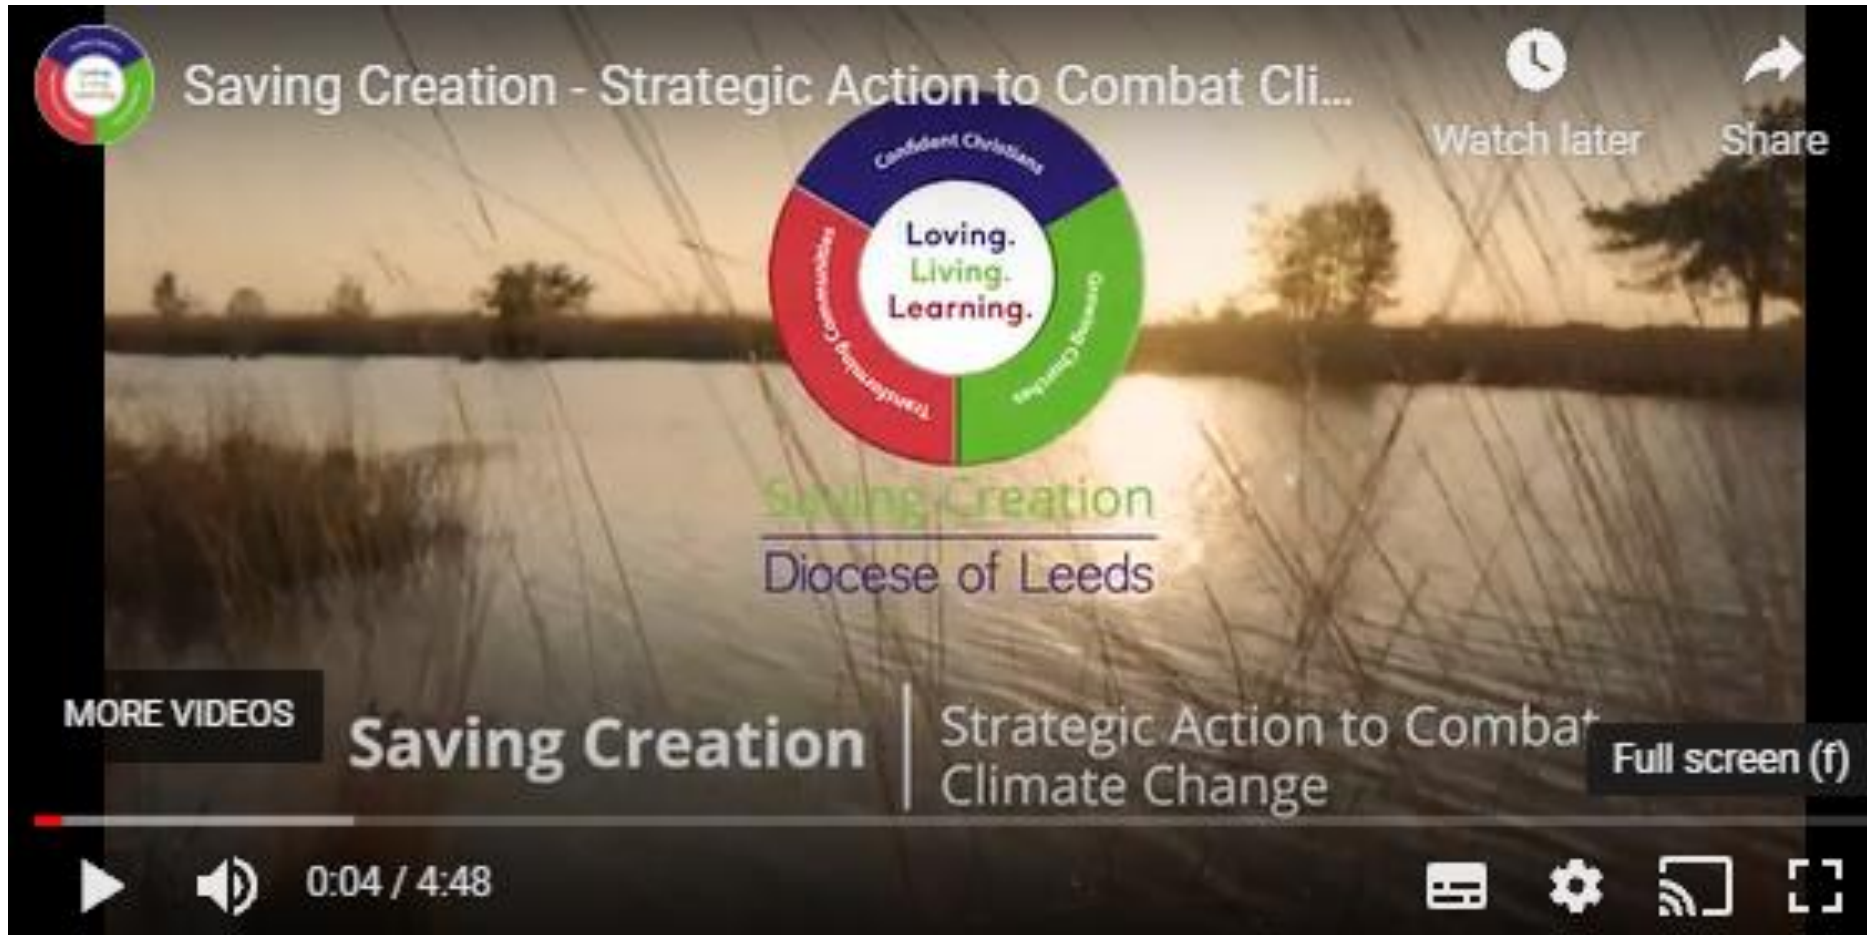 Saving Creation - Strategic Action to Combat Cli...
Watch later
Share
Confident Christians
Growing Churches
Transforming Communities
Loving.
Living.
Learning.
Saving Creation
Diocese of Leeds
MORE VIDEOS
Saving Creation
Strategic Action to Combat
Climate Change
Full screen (f)
0:04 / 4:48